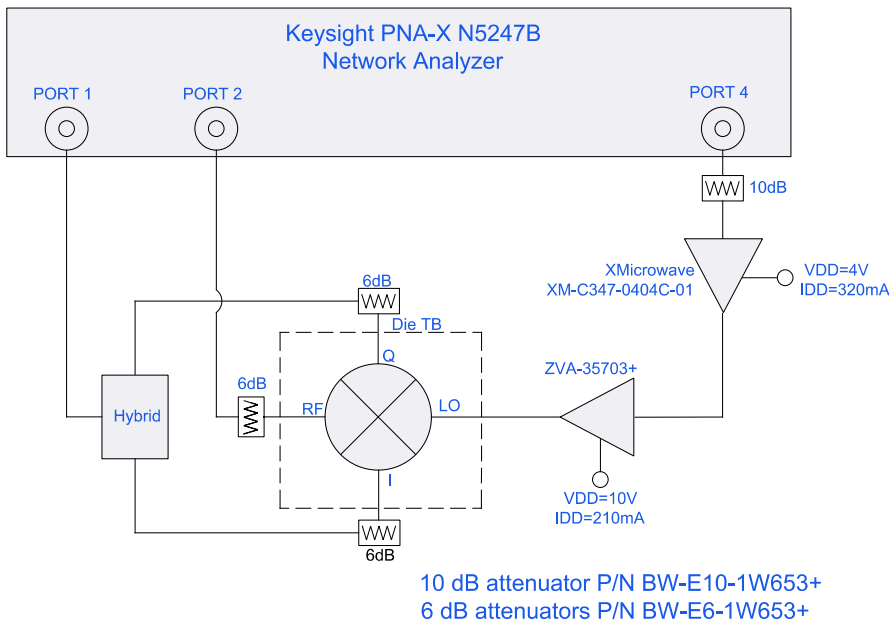 Keysight PNA-X N5247B
Network Analyzer
PORT 1
PORT 2
PORT 4
10dB
XMicrowave
XM-C347-0404C-01
VDD=4V
IDD=320mA
6dB
Die TB
Q
ZVA-35703+
6dB
RF
LO
Hybrid
I
VDD=10V
IDD=210mA
6dB
10 dB attenuator P/N BW-E10-1W653+
6 dB attenuators P/N BW-E6-1W653+